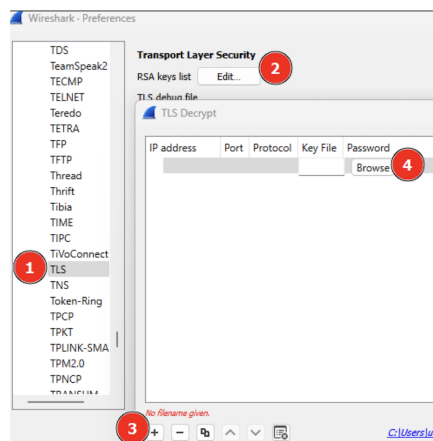 Wireshark · Preferences
TDS
TeamSpeak2
TECMP
TELNET
Teredo
TETRA
TFP
TFTP
Thread
Thrift
Tibia
TIME
TIPC
TiVoConnect
1
TLS
TNS
Token-Ring
TPCP
TPKT
TPLINK-SMA
TPM2.0
TPNCP
TRANSUM
Transport Layer Security
RSA keys list Edit... 2
TLS debug file
TLS Decrypt
IP address Port Protocol Key File Password
Browse 4
No filename given.
3 + −
C:\Users\u